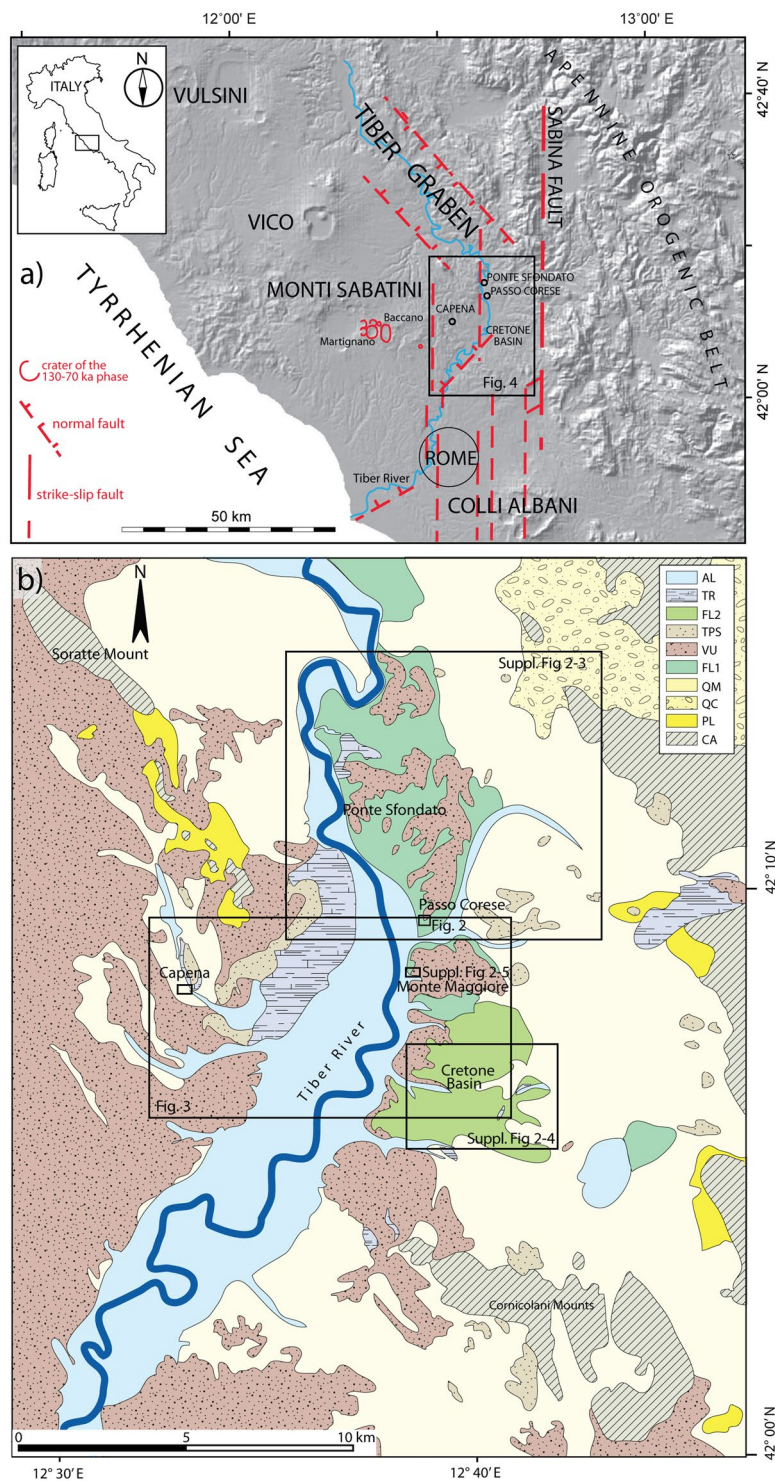 12°00' E
13°00' E
N
ITALY
VULSINI
42°40' N
APENNINE OROGENIC BELT
TIBER GRABEN
SABINA FAULT
VICO
a)
TYRRHENIAN SEA
MONTI SABATINI
PONTE SFONDATO
PASSO CORESE
CAPENA
Baccano
Martignano
CRETONE
BASIN
Fig. 4
42°00' N
crater of the
130-70 ka phase
normal fault
strike-slip fault
ROME
Tiber River
COLLI ALBANI
50 km
b)
N
AL
TR
FL2
TPS
VU
FL1
QM
QC
PL
CA
Soratte Mount
Suppl. Fig 2-3
Ponte Sfondato
42° 10' N
Passo Corese
Fig. 2
Capena
Suppl. Fig 2-5
Monte Maggiore
Tiber River
Cretone
Basin
Fig. 3
Suppl. Fig 2-4
Cornicolani Mounts
0
5
10 km
42° 00' N
12° 30' E
12° 40' E